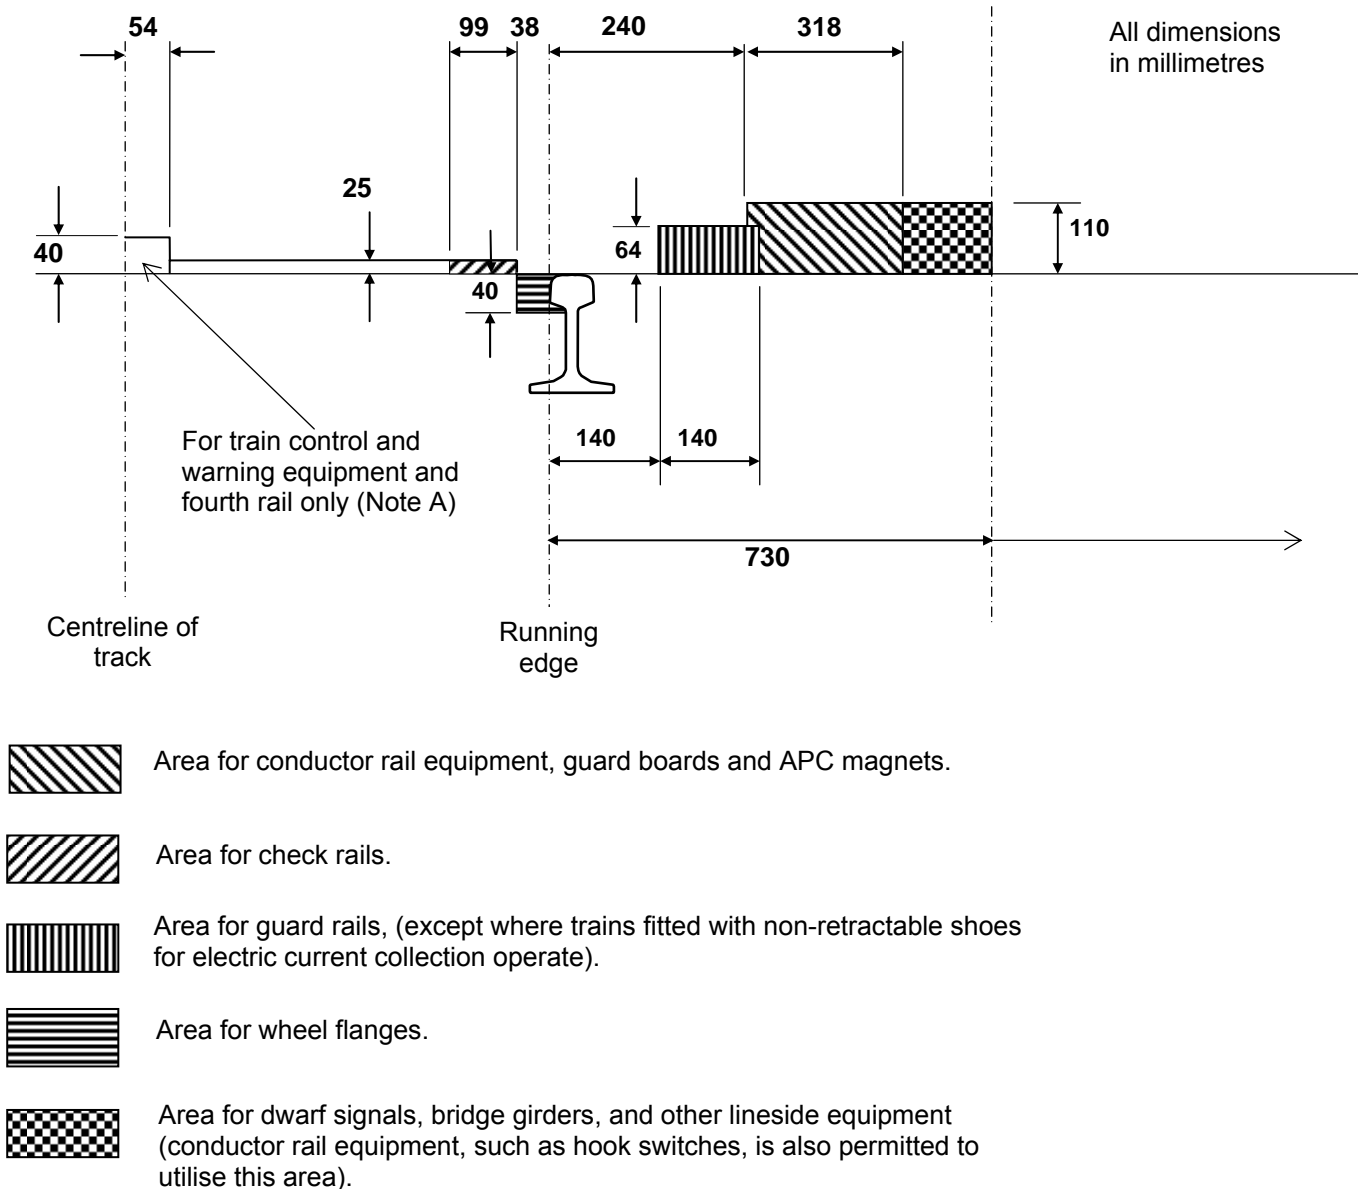 54
99 38
240
318
All dimensions
in millimetres
25
40
64
110
40
For train control and
warning equipment and
fourth rail only (Note A)
140
140
730
Centreline of
track
Running
edge
Area for conductor rail equipment, guard boards and APC magnets.
Area for check rails.
Area for guard rails, (except where trains fitted with non-retractable shoes
for electric current collection operate).
Area for wheel flanges.
Area for dwarf signals, bridge girders, and other lineside equipment
(conductor rail equipment, such as hook switches, is also permitted to
utilise this area).